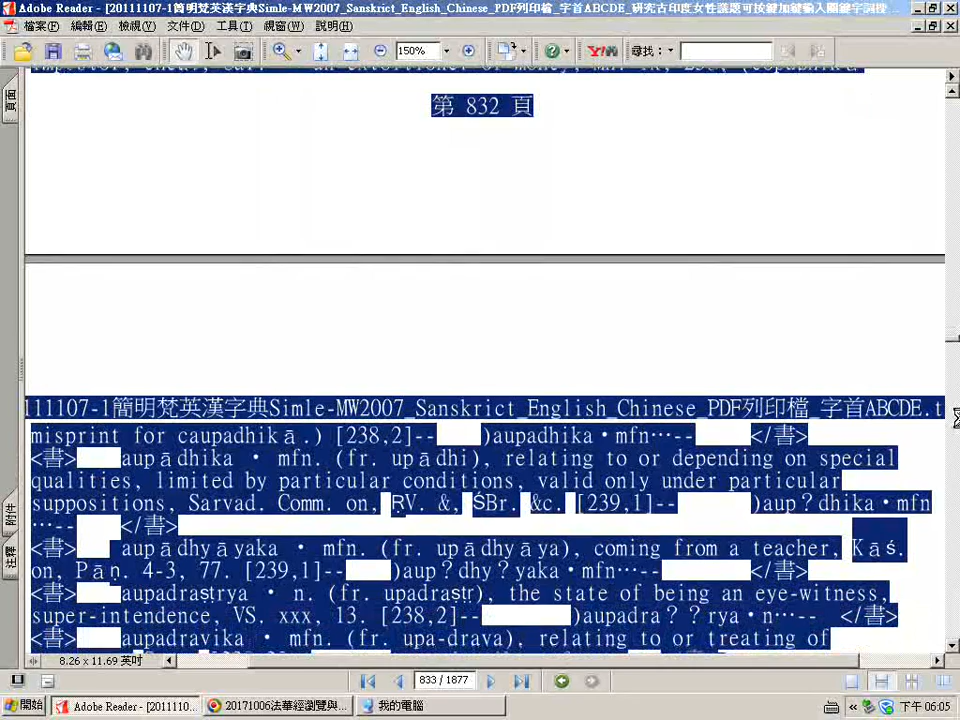 Adobe Reader - [20111107-1簡明梵英漢字典Simle-MW2007_Sanskrict_English_Chinese_PDF列印檔_字首ABCDE_研究古印度女性議題可按鍵加鍵輸入關鍵字詞搜
檔案(F) 編輯(E) 檢視(V) 文件(D) 工具(T) 視窗(W) 說明(H)
150% 尋找:
頁面
第 832 頁
111107-1簡明梵英漢字典Simle-MW2007_Sanskrict_English_Chinese_PDF列印檔_字首ABCDE.t
misprint for caupadhikā.) [238,2]-- )aupadhika・mfn…-- </書>
<書> aupādhika ・ mfn. (fr. upādhi), relating to or depending on special
qualities, limited by particular conditions, valid only under particular
suppositions, Sarvad. Comm. on, ṚV. &, ŚBr. &c. [239,1]-- )aup?dhika・mfn
…-- </書>
<書> aupādhyāyaka ・ mfn. (fr. upādhyāya), coming from a teacher, Kāś.
on, Pāṇ. 4-3, 77. [239,1]-- )aup?dhy?yaka・mfn…-- </書>
<書> aupadraṣṭrya ・ n. (fr. upadraṣṭr), the state of being an eye-witness,
super-intendence, VS. xxx, 13. [238,2]-- )aupadra??rya・n…-- </書>
<書> aupadravika ・ mfn. (fr. upa-drava), relating to or treating of
附件
注釋
8.26 x 11.69 英吋
833 / 1877
開始 Adobe Reader - [2011110... 20171006法華經瀏覽與... 我的電腦 下午 06:05